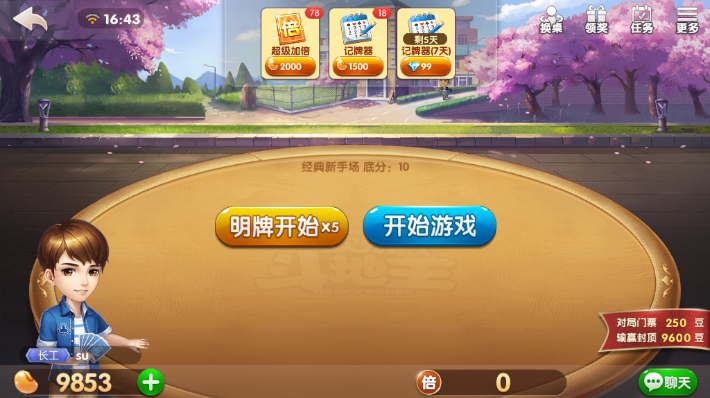 16:43
78
18
剩5天
倍
超级加倍
记牌器
记牌器(7天)
2000
1500
99
换桌
领奖
任务
更多
经典新手场 底分：10
明牌开始x5
开始游戏
对局门票 250 豆
输赢封顶 9600 豆
长工 su
9853
倍
0
聊天